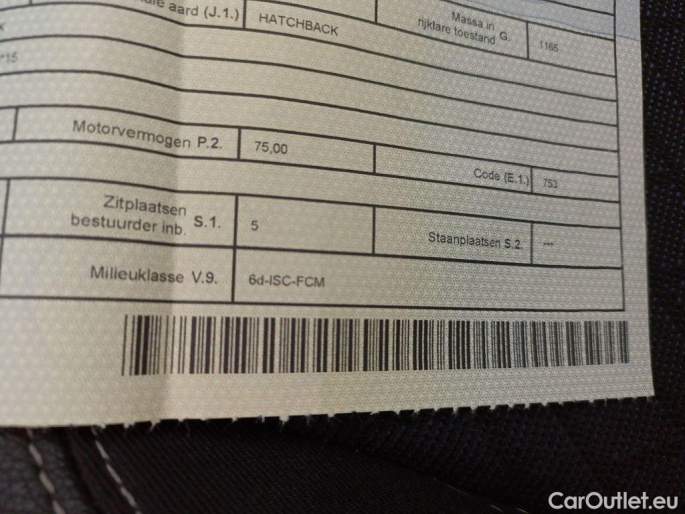 aard (J.1.) HATCHBACK Massa in G. 1165
rijklare toestand
*15
Motorvermogen P.2. 75,00 Code (E.1.) 753
Zitplaatsen S.1. 5 Staanplaatsen S.2. ---
bestuurder inb.
Milieuklasse V.9. 6d-ISC-FCM
CarOutlet.eu